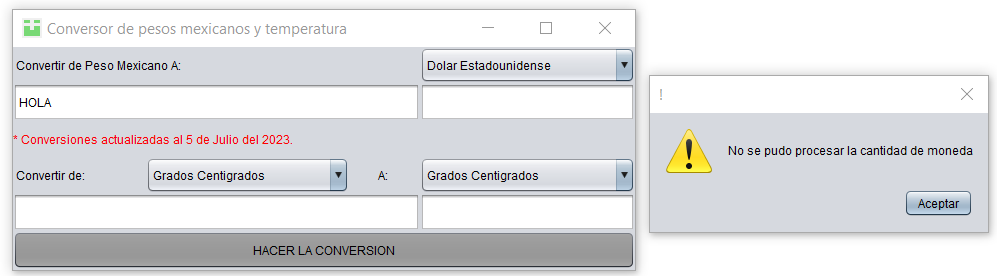 Conversor de pesos mexicanos y temperatura
Convertir de Peso Mexicano A:
Dolar Estadounidense
HOLA
* Conversiones actualizadas al 5 de Julio del 2023.
Convertir de:
Grados Centigrados
A:
Grados Centigrados
HACER LA CONVERSION
!
No se pudo procesar la cantidad de moneda
Aceptar